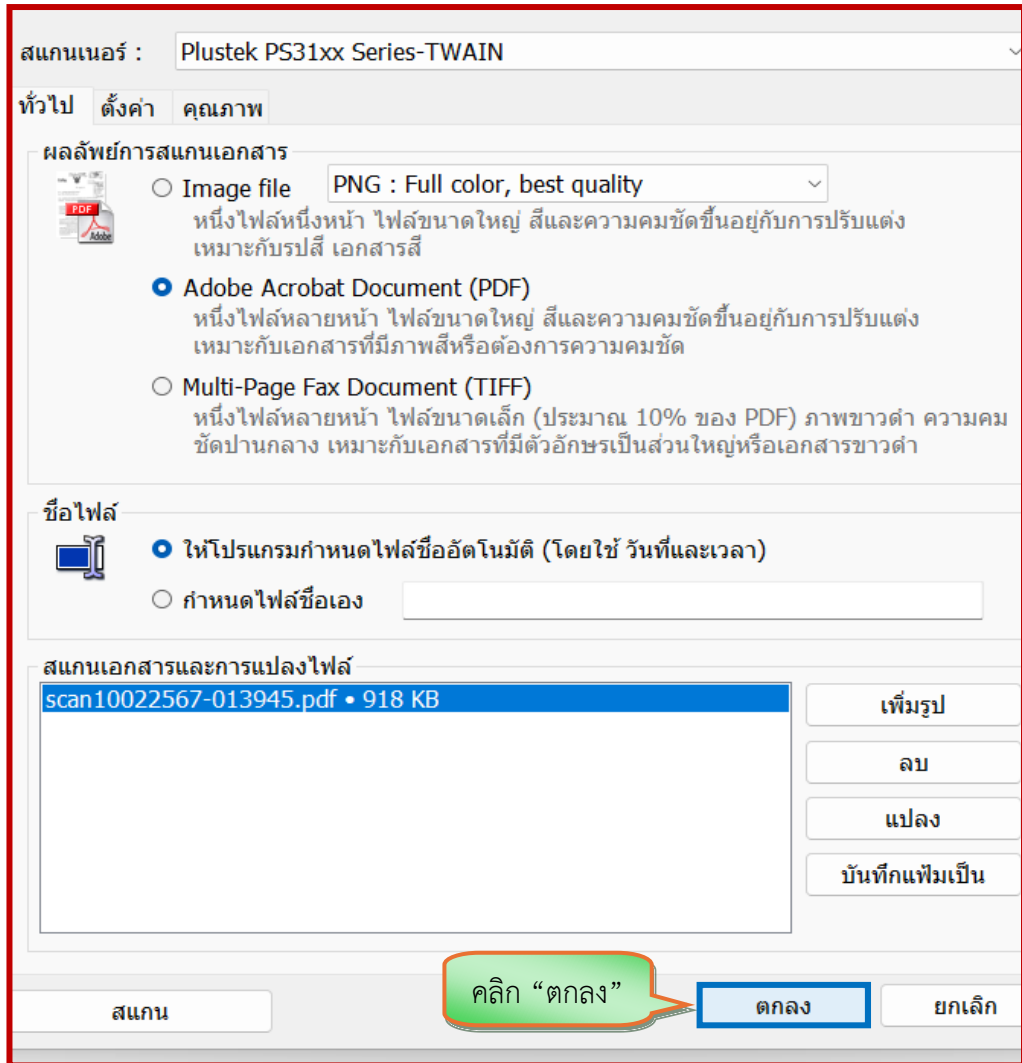 สแกนเนอร์ :
Plustek PS31xx Series-TWAIN
ทั่วไป ตั้งค่า คุณภาพ
ผลลัพย์การสแกนเอกสาร
PDF
Adobe
Image file
PNG : Full color, best quality
หนึ่งไฟล์หนึ่งหน้า ไฟล์ขนาดใหญ่ สีและความคมชัดขึ้นอยู่กับการปรับแต่ง
เหมาะกับรปสี เอกสารสี
Adobe Acrobat Document (PDF)
หนึ่งไฟล์หลายหน้า ไฟล์ขนาดใหญ่ สีและความคมชัดขึ้นอยู่กับการปรับแต่ง
เหมาะกับเอกสารที่มีภาพสีหรือต้องการความคมชัด
Multi-Page Fax Document (TIFF)
หนึ่งไฟล์หลายหน้า ไฟล์ขนาดเล็ก (ประมาณ 10% ของ PDF) ภาพขาวดำ ความคม
ชัดปานกลาง เหมาะกับเอกสารที่มีตัวอักษรเป็นส่วนใหญ่หรือเอกสารขาวดำ
ชื่อไฟล์
ให้โปรแกรมกำหนดไฟล์ชื่ออัตโนมัติ (โดยใช้ วันที่และเวลา)
กำหนดไฟล์ชื่อเอง
สแกนเอกสารและการแปลงไฟล์
scan10022567-013945.pdf • 918 KB
เพิ่มรูป
ลบ
แปลง
บันทึกแฟ้มเป็น
คลิก “ตกลง”
สแกน
ตกลง
ยกเลิก